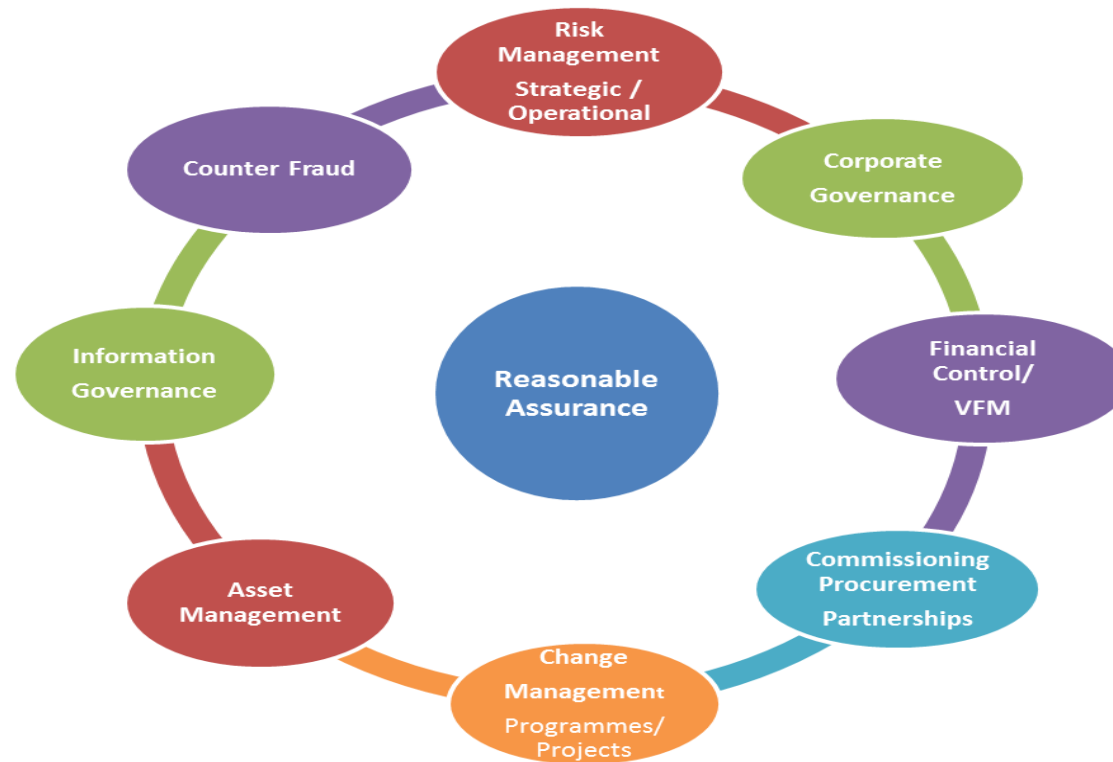 Risk
Management
Strategic /
Operational
Counter Fraud
Corporate
Governance
Information
Governance
Reasonable
Assurance
Financial
Control/
VFM
Asset
Management
Commissioning
Procurement
Partnerships
Change
Management
Programmes/
Projects